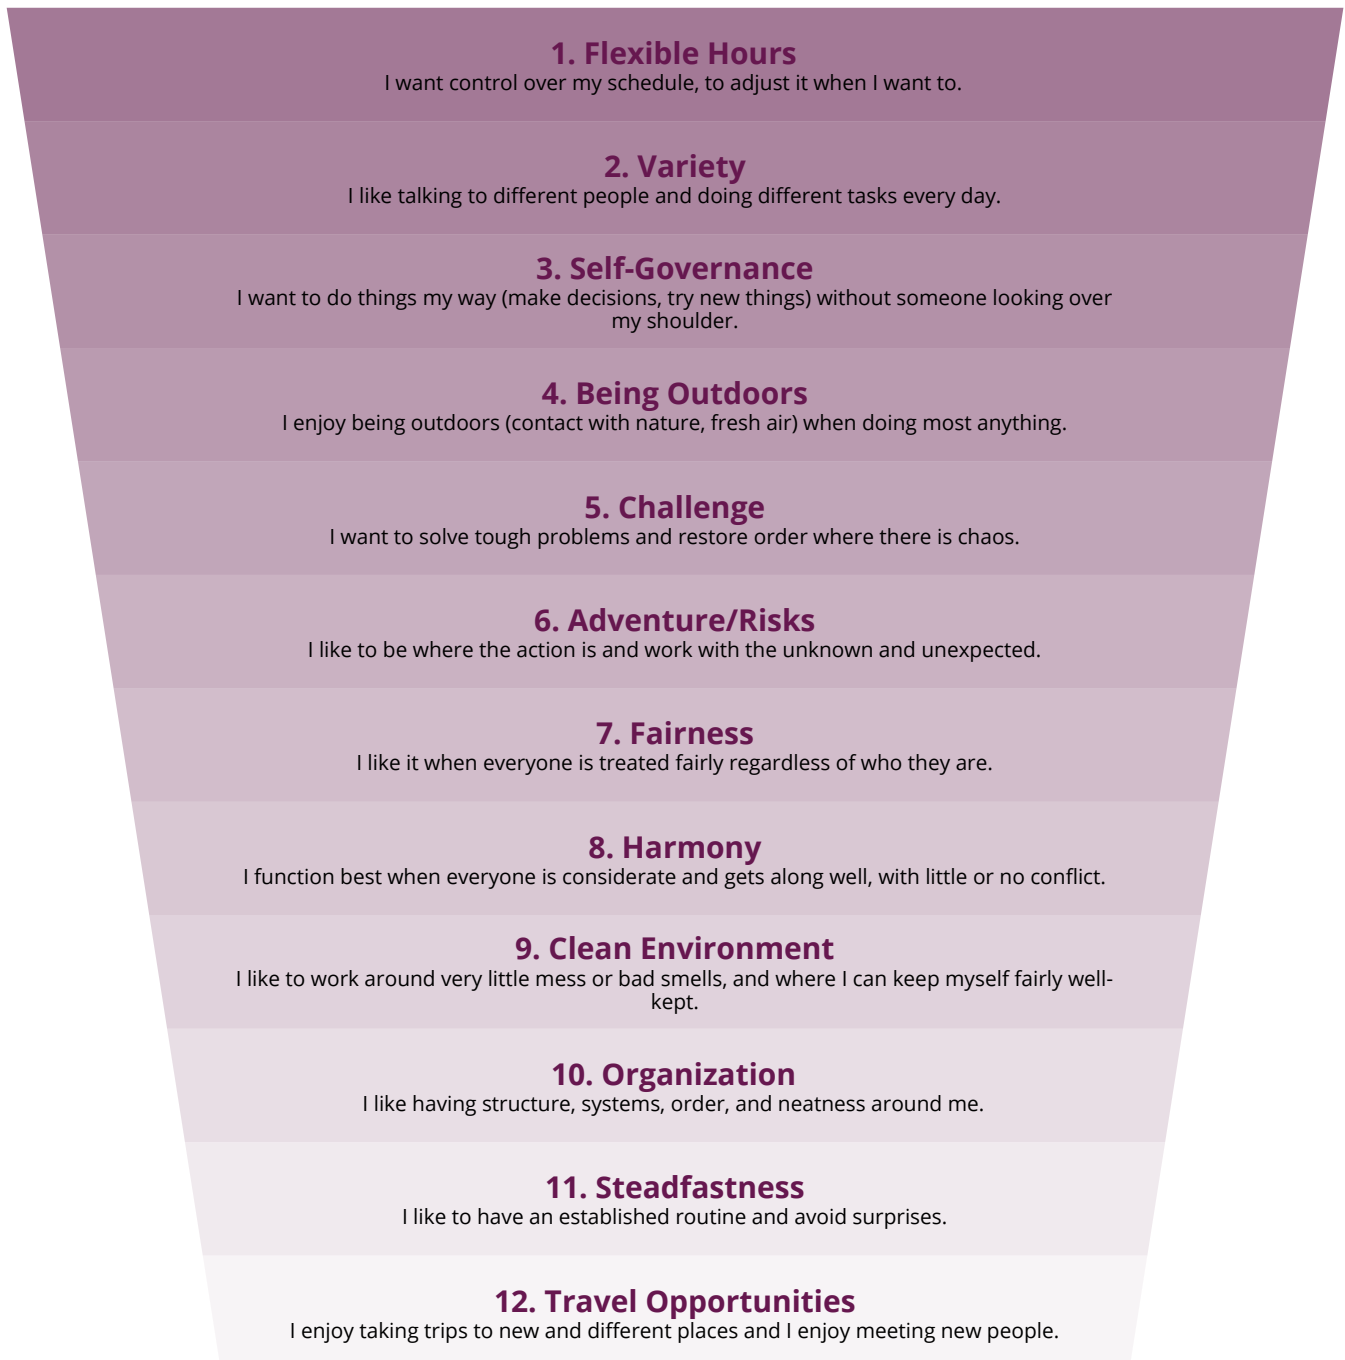 1. Flexible Hours
I want control over my schedule, to adjust it when I want to.
2. Variety
I like talking to different people and doing different tasks every day.
3. Self-Governance
I want to do things my way (make decisions, try new things) without someone looking over
my shoulder.
4. Being Outdoors
I enjoy being outdoors (contact with nature, fresh air) when doing most anything.
5. Challenge
I want to solve tough problems and restore order where there is chaos.
6. Adventure/Risks
I like to be where the action is and work with the unknown and unexpected.
7. Fairness
I like it when everyone is treated fairly regardless of who they are.
8. Harmony
I function best when everyone is considerate and gets along well, with little or no conflict.
9. Clean Environment
I like to work around very little mess or bad smells, and where I can keep myself fairly well-
kept.
10. Organization
I like having structure, systems, order, and neatness around me.
11. Steadfastness
I like to have an established routine and avoid surprises.
12. Travel Opportunities
I enjoy taking trips to new and different places and I enjoy meeting new people.